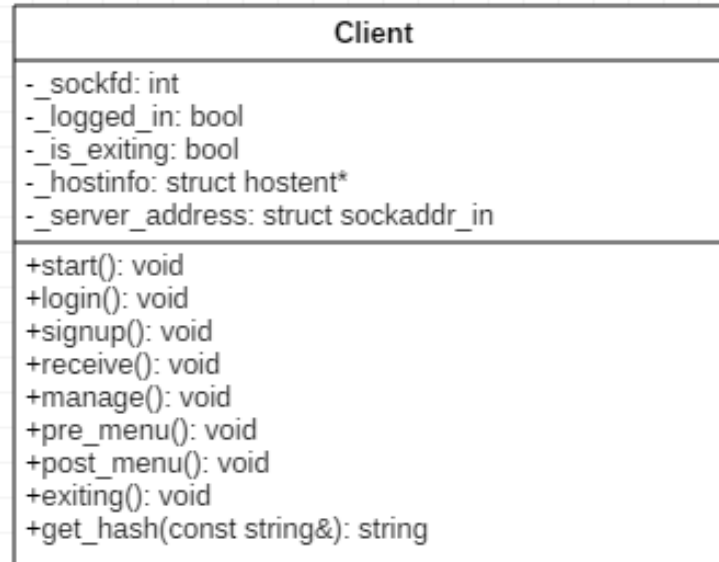 Client
-_sockfd: int
-_logged_in: bool
-_is_exiting: bool
-_hostinfo: struct hostent*
-_server_address: struct sockaddr_in
+start(): void
+login(): void
+signup(): void
+receive(): void
+manage(): void
+pre_menu(): void
+post_menu(): void
+exiting(): void
+get_hash(const string&): string